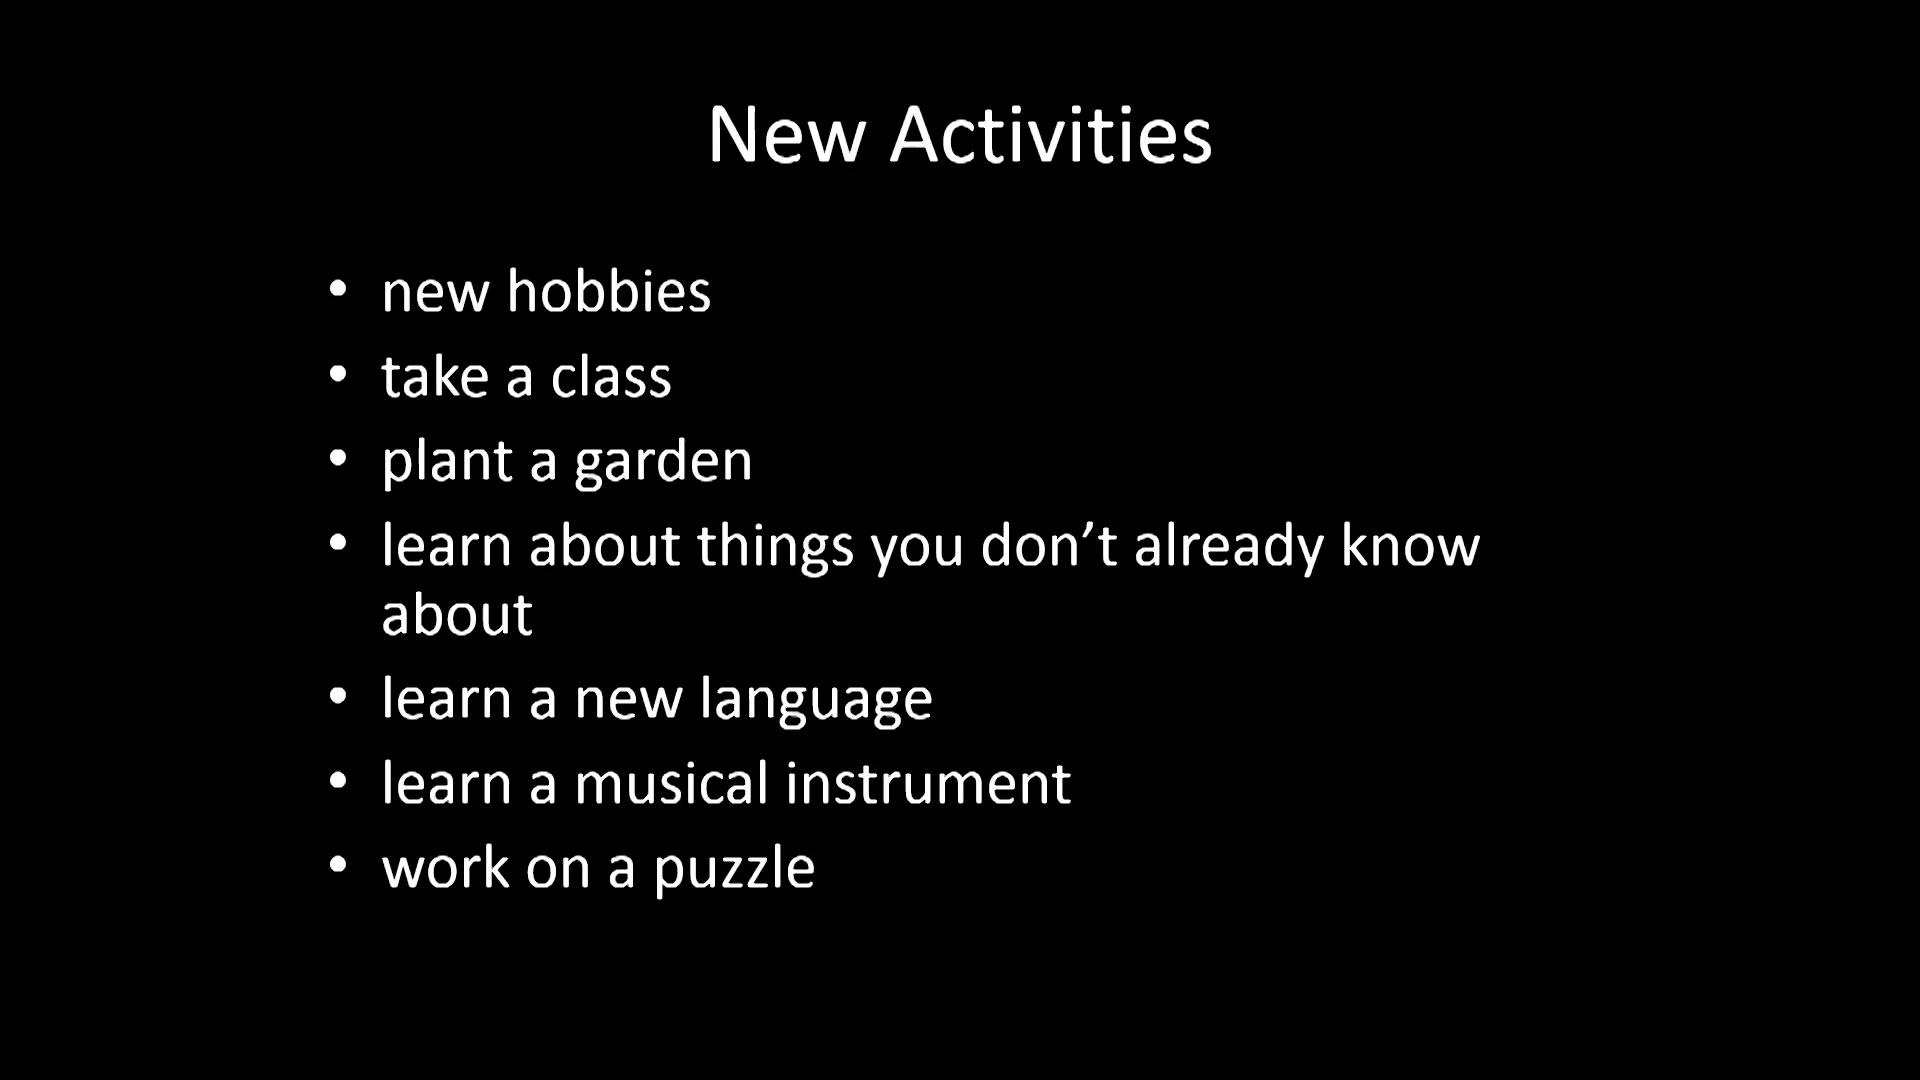 New Activities
• new hobbies
• take a class
• plant a garden
• learn about things you don’t already know
about
• learn a new language
• learn a musical instrument
• work on a puzzle